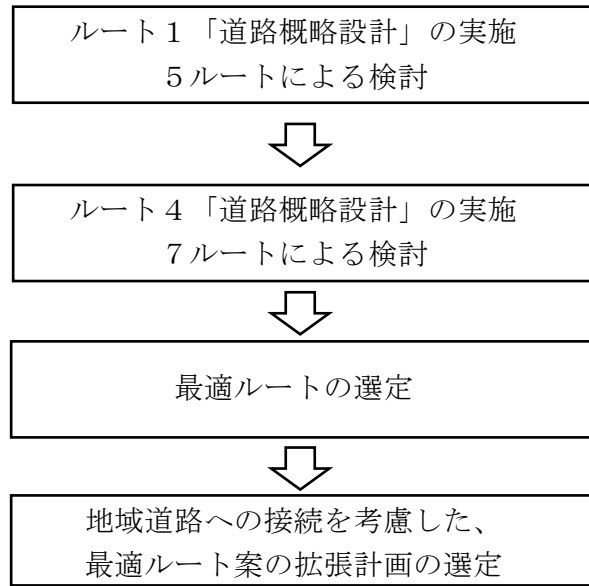 ルート１「道路概略設計」の実施
５ルートによる検討
ルート４「道路概略設計」の実施
７ルートによる検討
最適ルートの選定
地域道路への接続を考慮した、
最適ルート案の拡張計画の選定